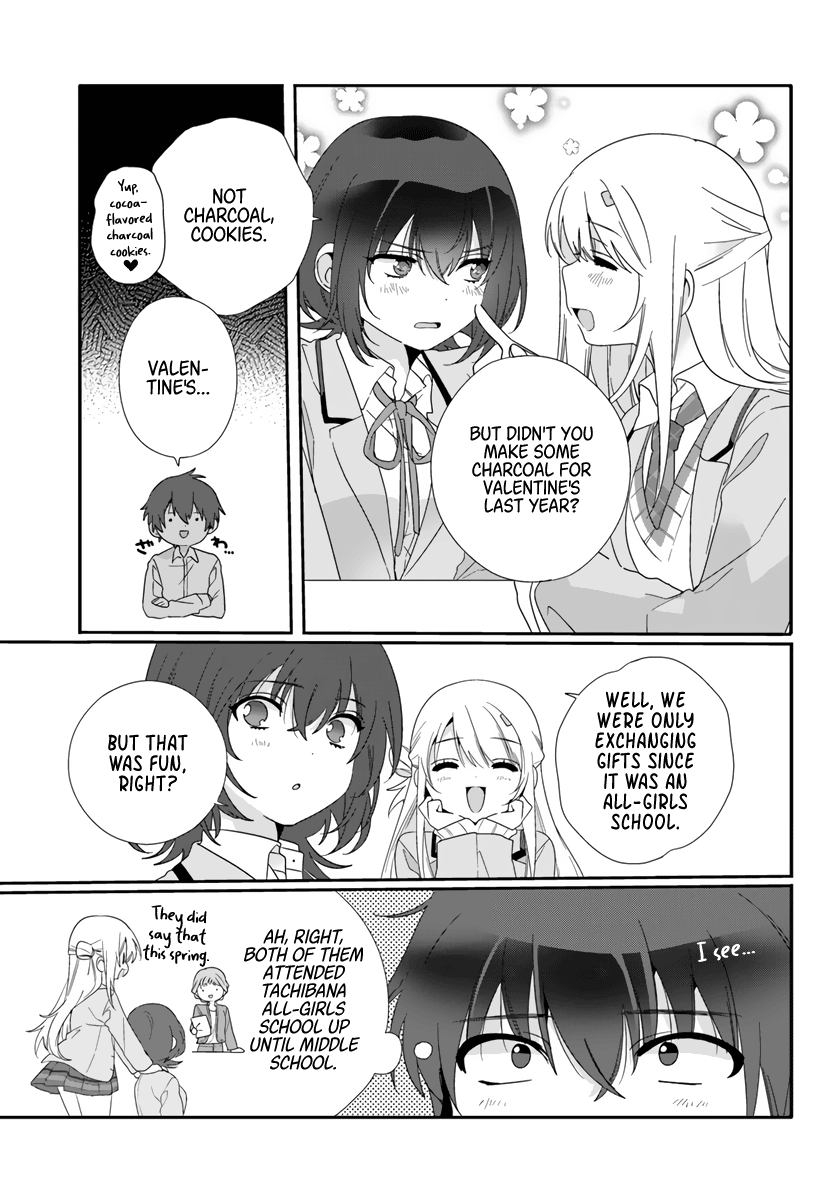 BUT DIDN'T YOU
MAKE SOME
CHARCOAL FOR
VALENTINE'S
LAST YEAR?
NOT
CHARCOAL,
COOKIES.
Yup,
cocoa-
flavored
charcoal
cookies.
♥
VALEN-
TINE'S...
ざわ...
WELL, WE
WERE ONLY
EXCHANGING
GIFTS SINCE
IT WAS AN
ALL-GIRLS
SCHOOL.
BUT THAT
WAS FUN,
RIGHT?
I see...
AH, RIGHT,
BOTH OF THEM
ATTENDED
TACHIBANA
ALL-GIRLS
SCHOOL UP
UNTIL MIDDLE
SCHOOL.
They did
say that
this spring.